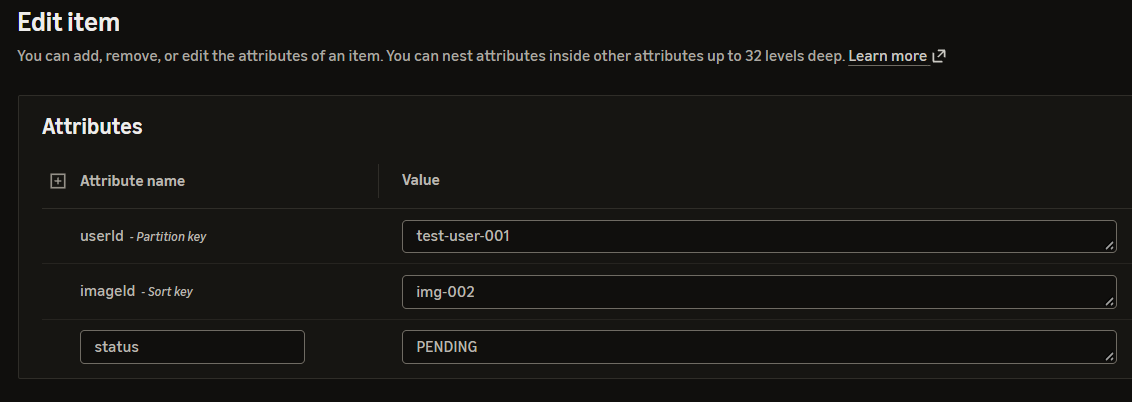 Edit item
You can add, remove, or edit the attributes of an item. You can nest attributes inside other attributes up to 32 levels deep. Learn more
Attributes
Attribute name Value
userId - Partition key test-user-001
imageId - Sort key img-002
status PENDING